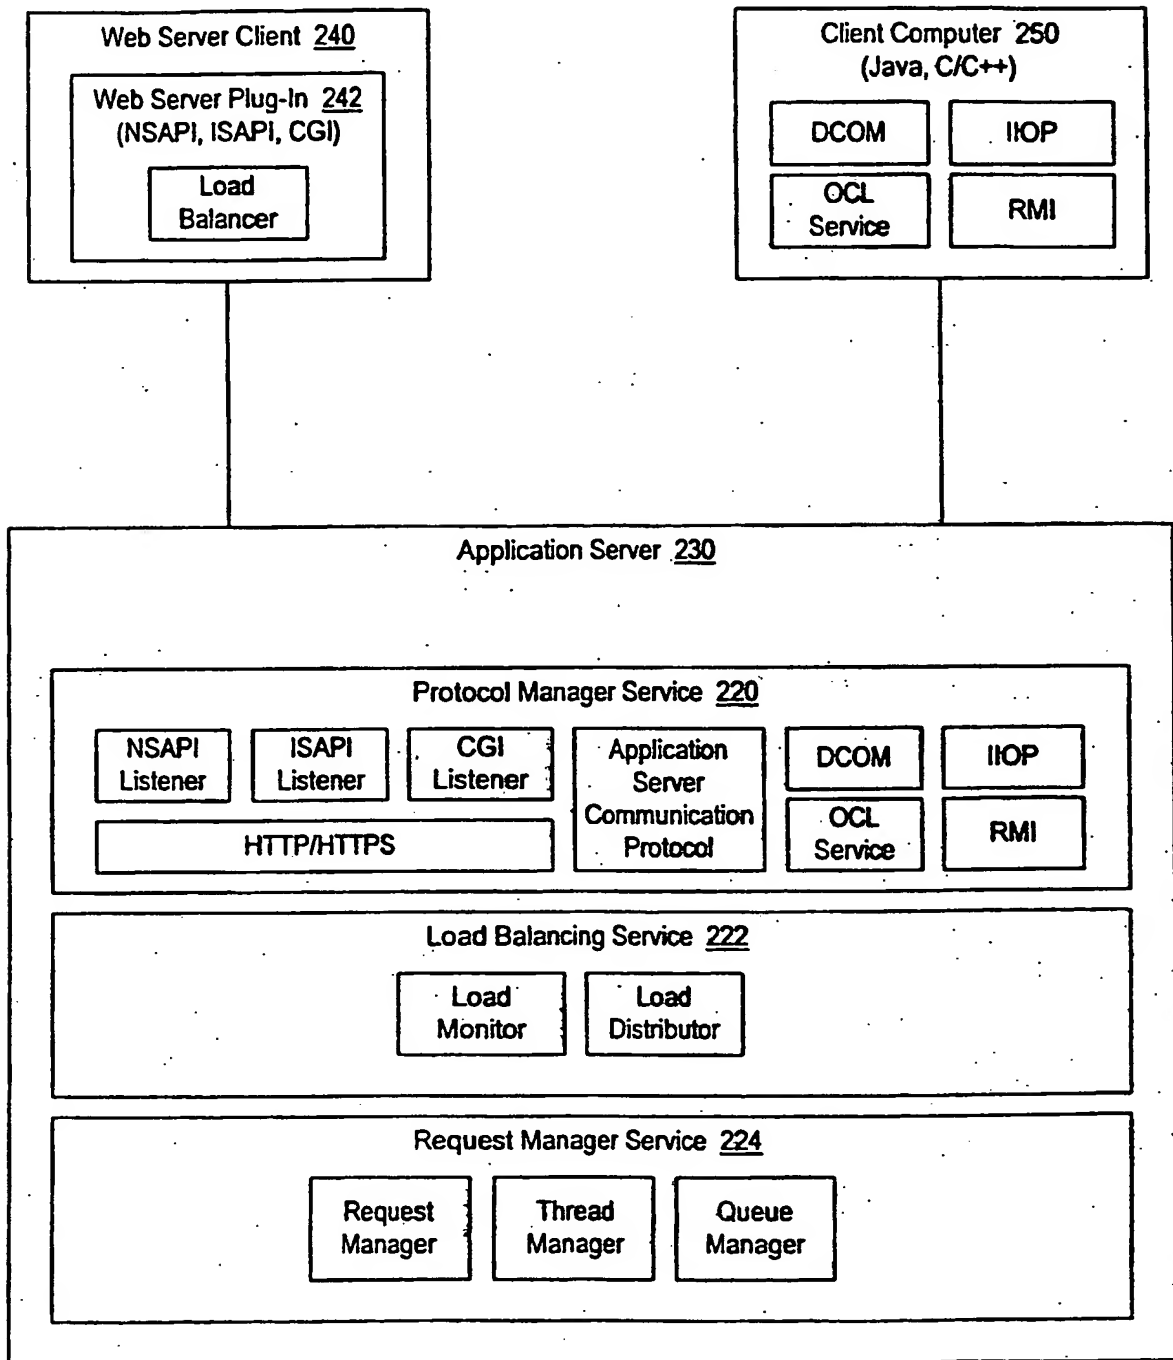 Web Server Client 240
Web Server Plug-In 242
(NSAPI, ISAPI, CGI)
Load
Balancer
Client Computer 250
(Java, C/C++)
DCOM
IIOP
OCL
Service
RMI
Application Server 230
Protocol Manager Service 220
NSAPI
Listener
ISAPI
Listener
CGI
Listener
HTTP/HTTPS
Application
Server
Communication
Protocol
DCOM
IIOP
OCL
Service
RMI
Load Balancing Service 222
Load
Monitor
Load
Distributor
Request Manager Service 224
Request
Manager
Thread
Manager
Queue
Manager